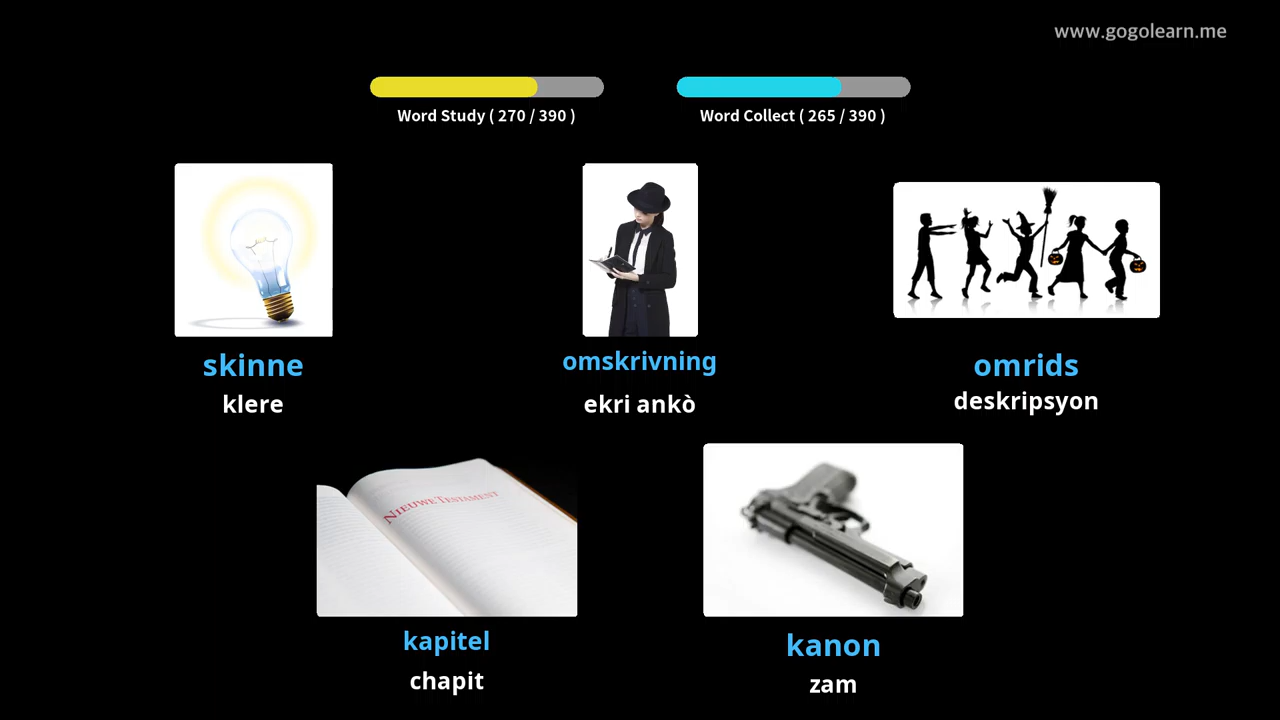 www.gogolearn.me
Word Study ( 270 / 390 )
Word Collect ( 265 / 390 )
skinne
klere
omskrivning
ekri ankò
omrids
deskripsyon
NIEUWE TESTAMENT
kapitel
chapit
kanon
zam